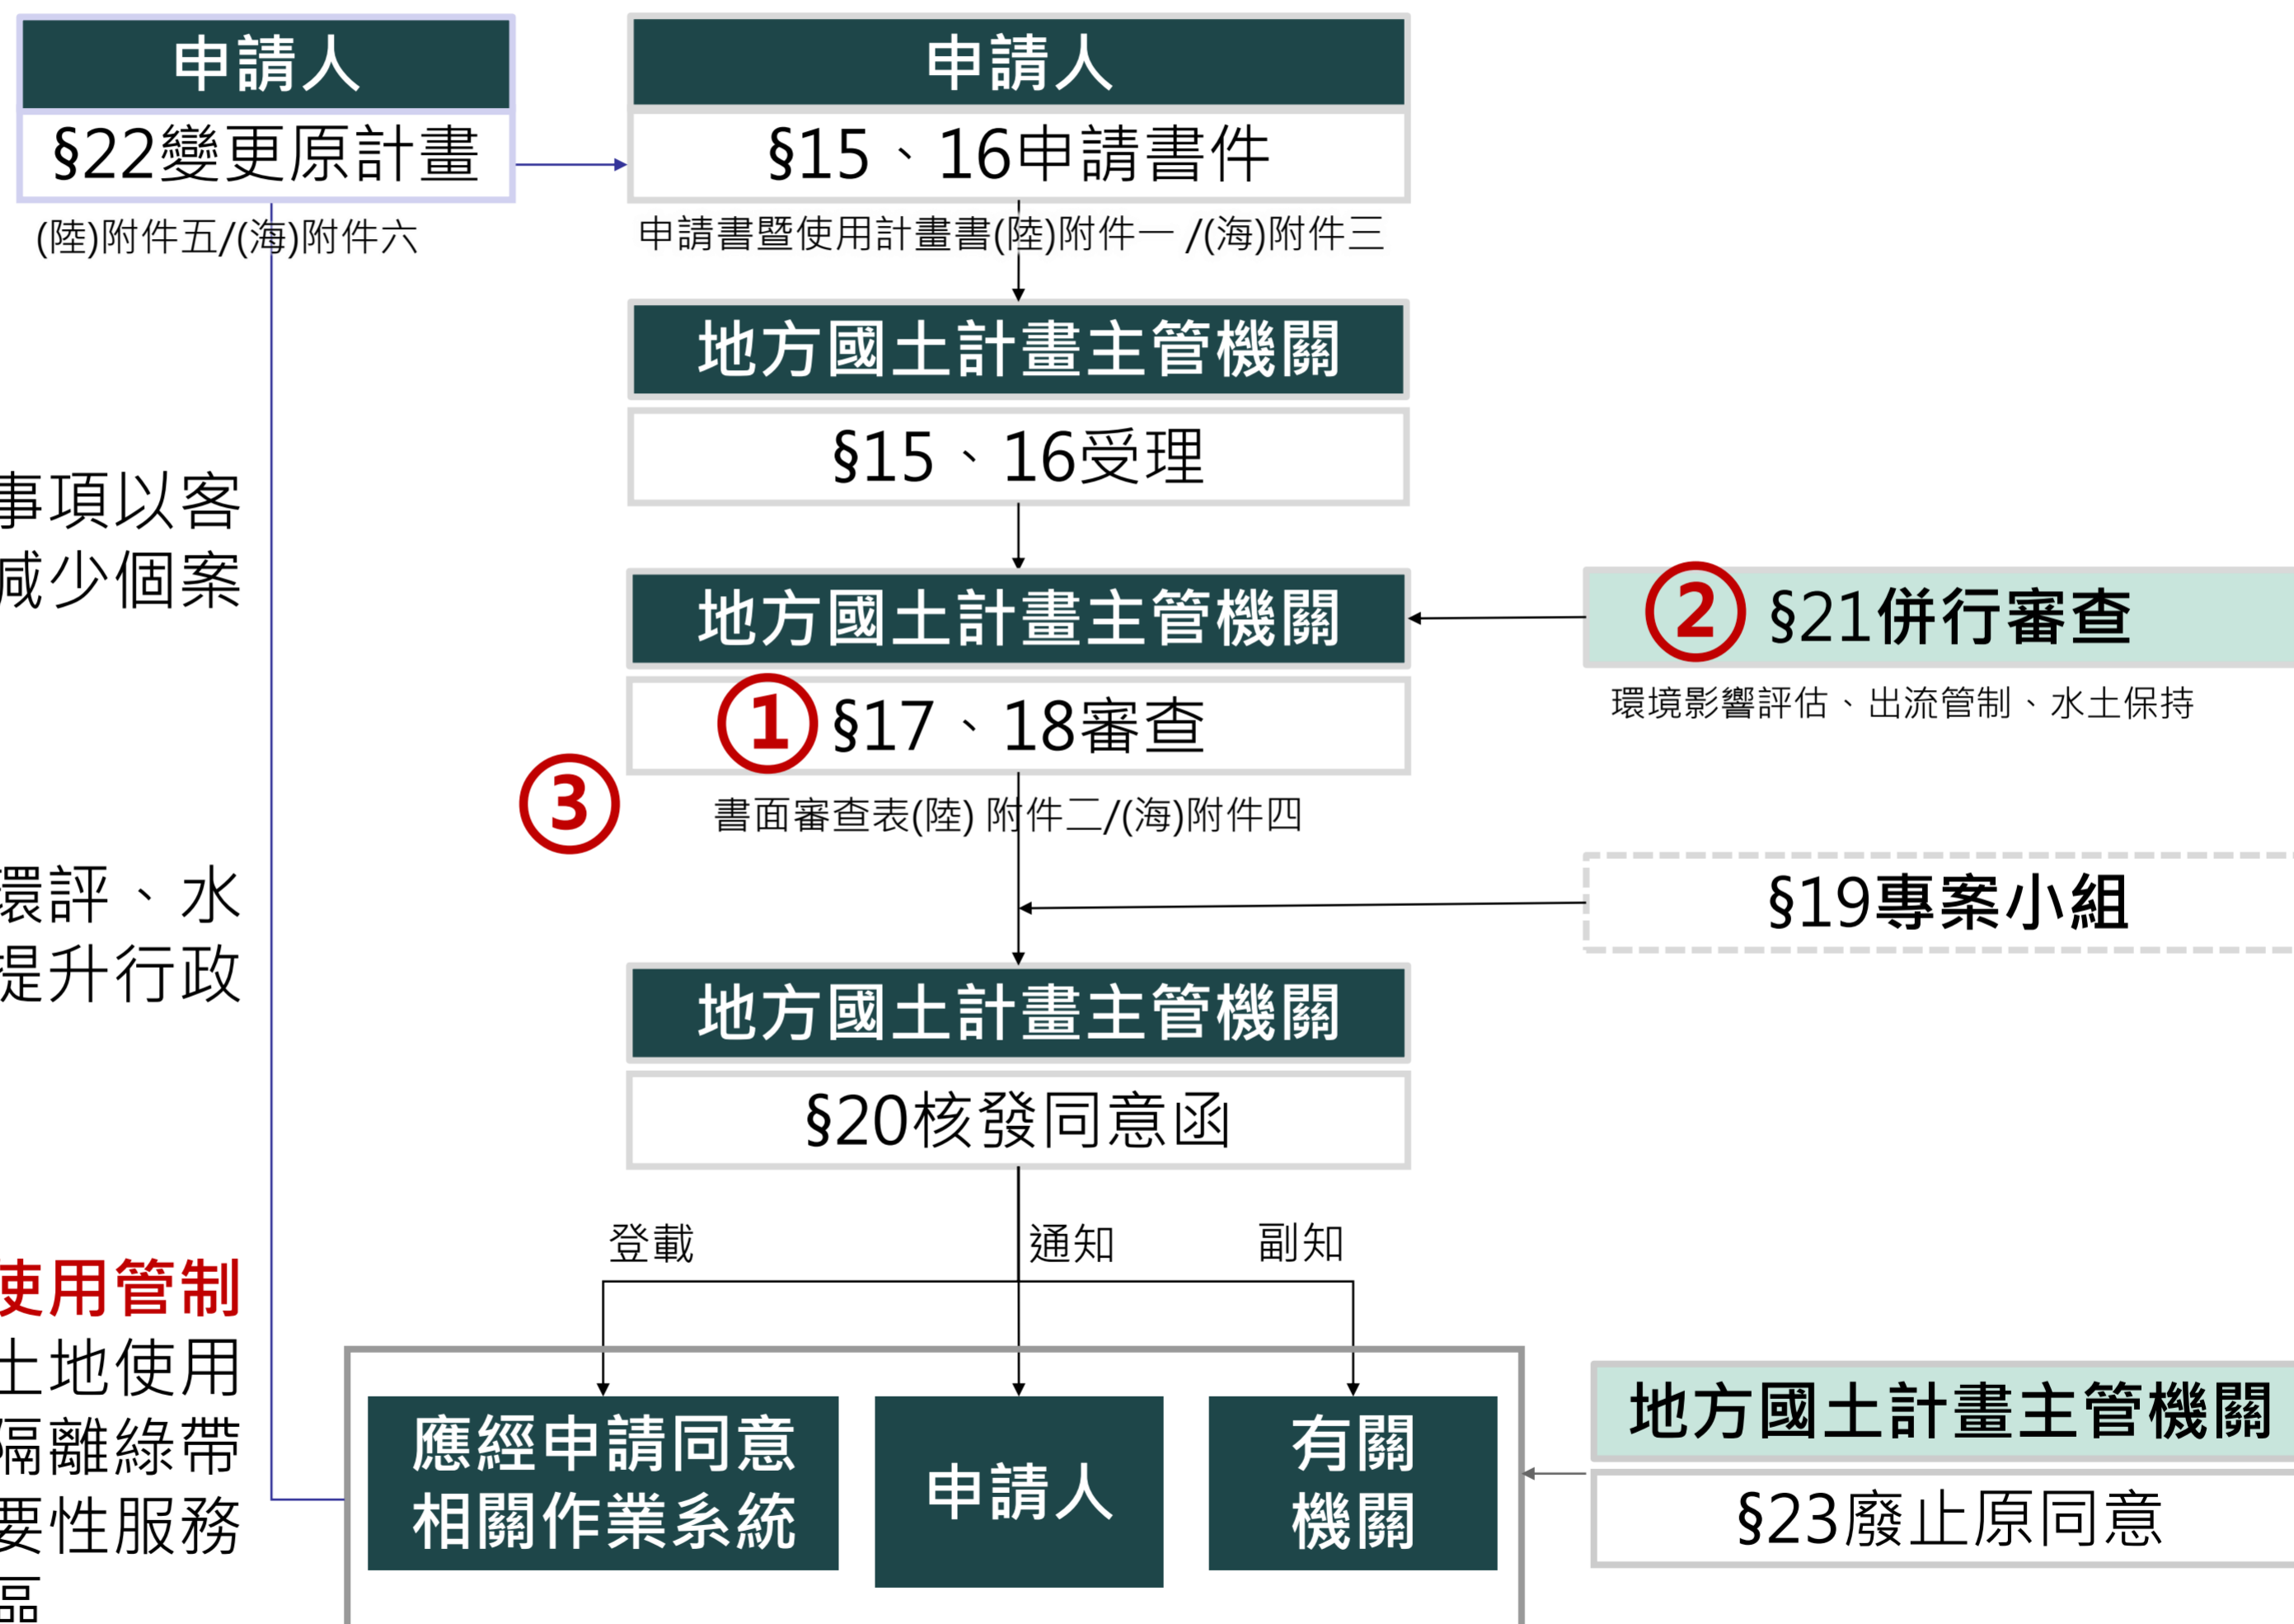 申請人
§22變更原計畫
(陸)附件五/(海)附件六
申請人
§15、16申請書件
申請書暨使用計畫書(陸)附件一 /(海)附件三
地方國土計畫主管機關
§15、16受理
地方國土計畫主管機關
① §17、18審查
③
書面審查表(陸) 附件二/(海)附件四
② §21併行審查
環境影響評估、出流管制、水土保持
§19專案小組
地方國土計畫主管機關
§20核發同意函
登載
通知
副知
應經申請同意
相關作業系統
申請人
有關
機關
地方國土計畫主管機關
§23廢止原同意
事項以客
減少個案
環評、水
提升行政
使用管制
土地使用
隔離綠帶
要性服務
區